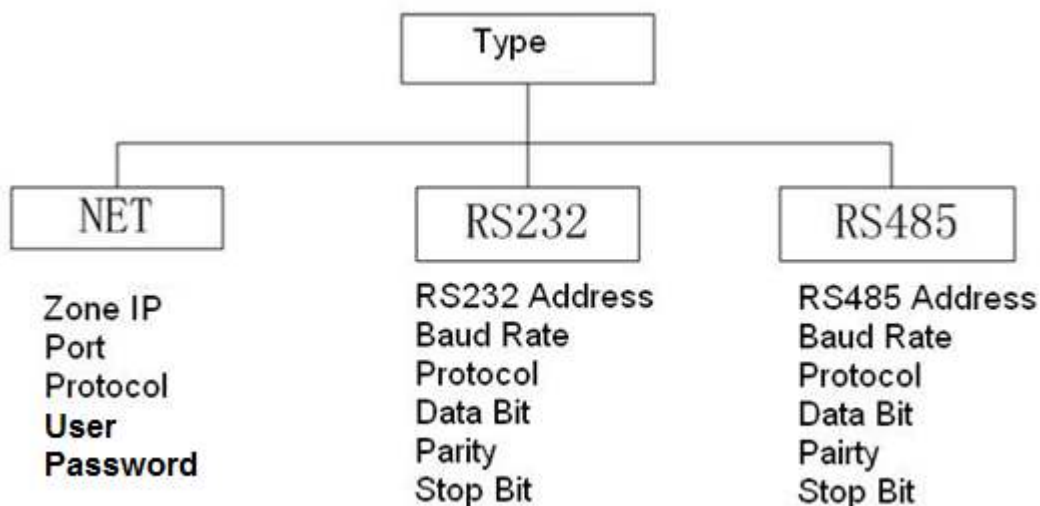 Type
NET
Zone IP
Port
Protocol
User
Password
RS232
RS232 Address
Baud Rate
Protocol
Data Bit
Parity
Stop Bit
RS485
RS485 Address
Baud Rate
Protocol
Data Bit
Pairty
Stop Bit